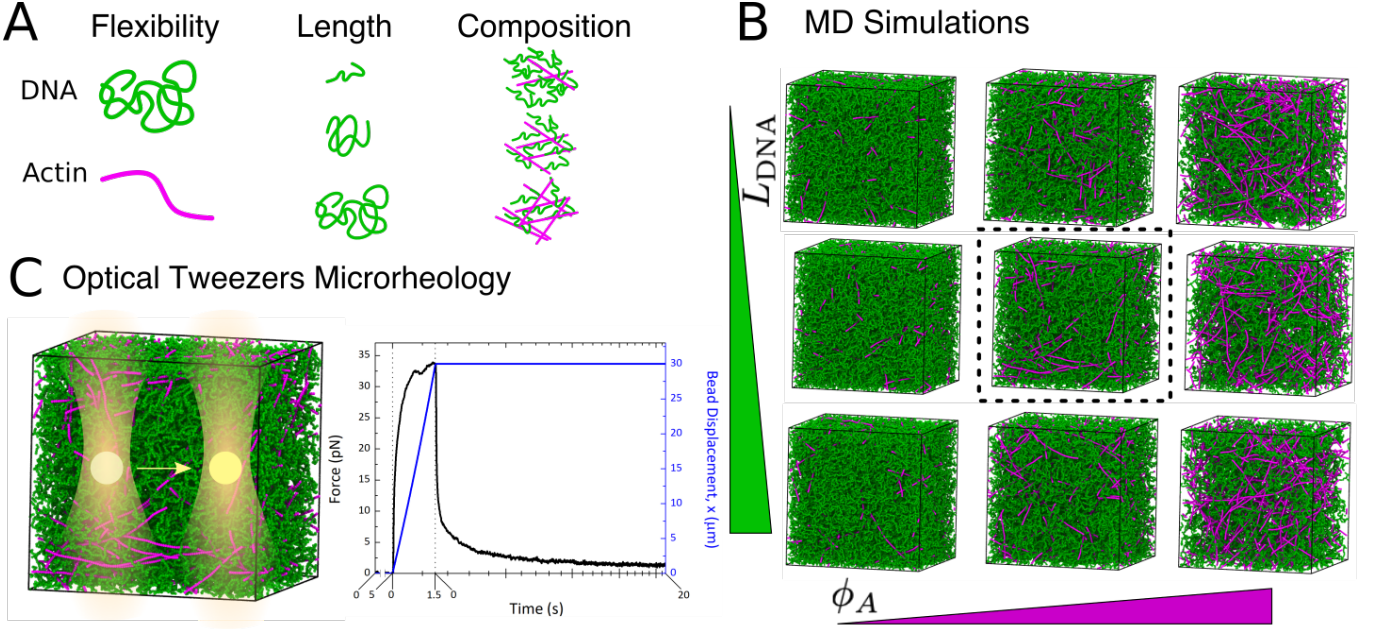 A
Flexibility
Length
Composition
DNA
Actin
B
MD Simulations
L_DNA
ϕ_A
C
Optical Tweezers Microrheology
Force (pN)
35
30
25
20
15
10
5
0
30
25
20
15
10
5
0
Bead Displacement, x (μm)
0 5 0 1.5 0 20
Time (s)